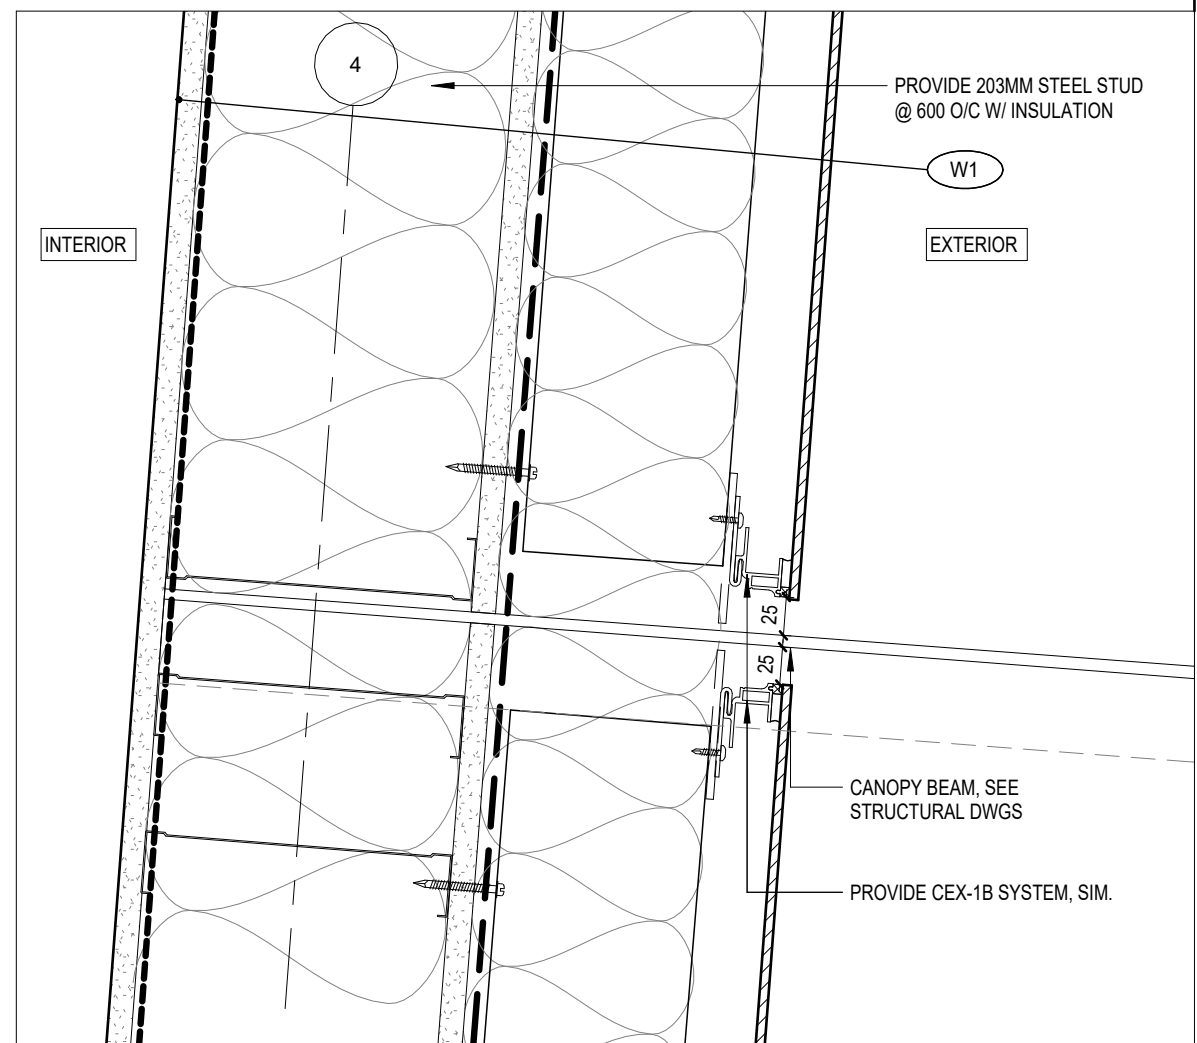 4
PROVIDE 203MM STEEL STUD
@ 600 O/C W/ INSULATION
W1
INTERIOR
EXTERIOR
25
25
CANOPY BEAM, SEE
STRUCTURAL DWGS
PROVIDE CEX-1B SYSTEM, SIM.